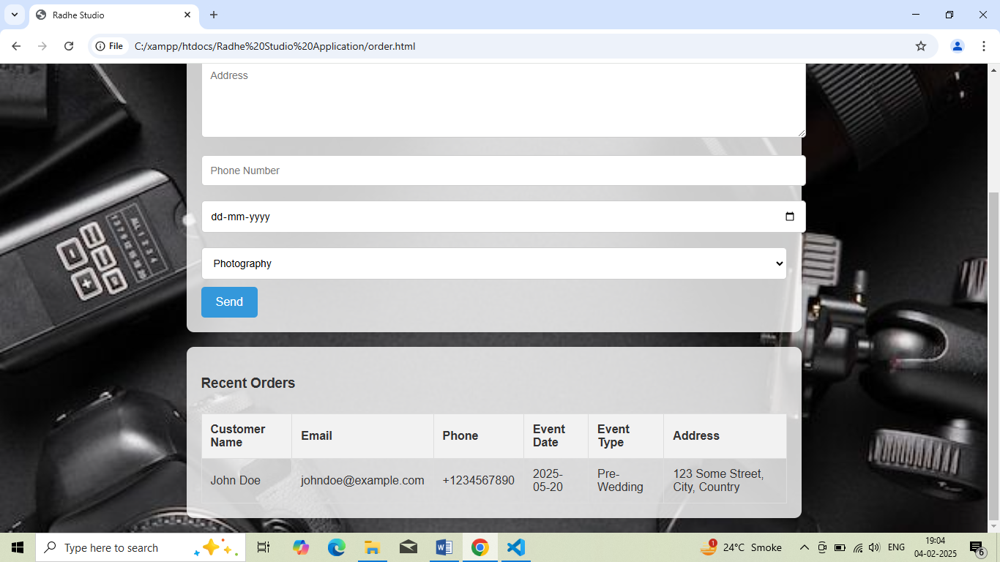 Radhe Studio
File
C:/xampp/htdocs/Radhe%20Studio%20Application/order.html
Address
Phone Number
dd-mm-yyyy
Photography
Send
Recent Orders
Customer Name
Email
Phone
Event Date
Event Type
Address
John Doe
johndoe@example.com
+1234567890
2025-05-20
Pre-Wedding
123 Some Street,
City, Country
Type here to search
1
24°C Smoke
ENG
19:04
04-02-2025
6